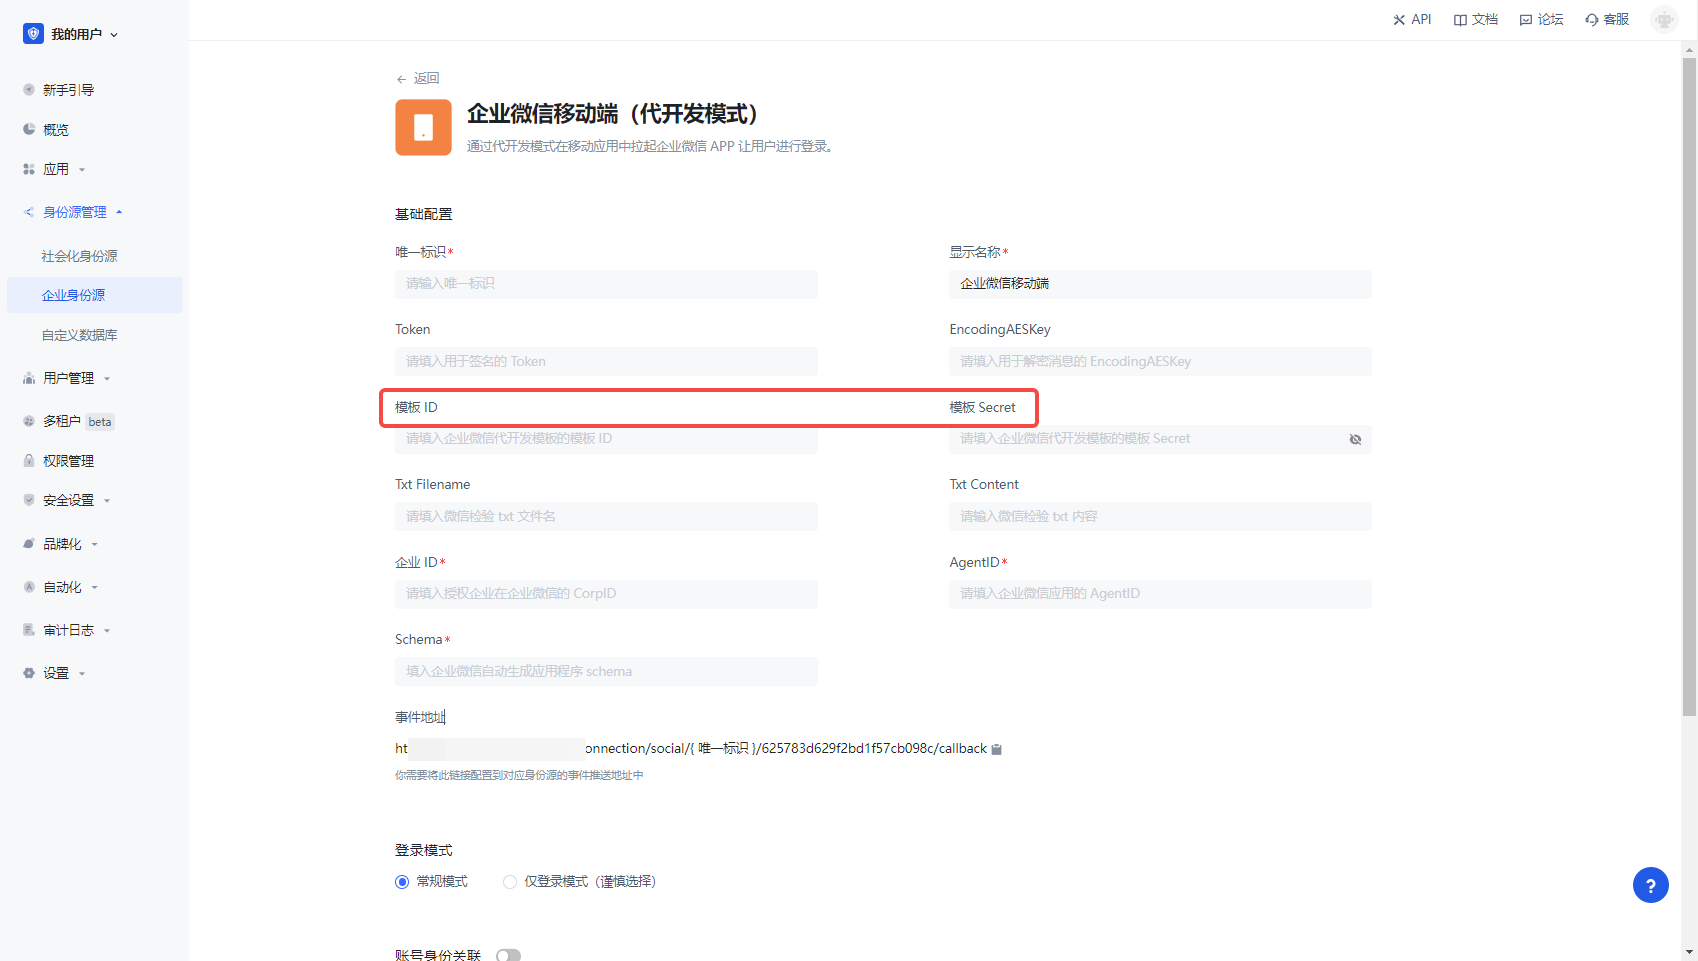 我的用户
API
文档
论坛
客服
新手引导
概览
应用
身份源管理
社会化身份源
企业身份源
自定义数据库
用户管理
多租户 beta
权限管理
安全设置
品牌化
自动化
审计日志
设置
返回
企业微信移动端（代开发模式）
通过代开发模式在移动应用中拉起企业微信 APP 让用户进行登录。
基础配置
唯一标识*
显示名称*
请输入唯一标识
企业微信移动端
Token
EncodingAESKey
请填入用于签名的 Token
请填入用于解密消息的 EncodingAESKey
模板 ID
模板 Secret
请填入企业微信代开发模板的模板 ID
请填入企业微信代开发模板的模板 Secret
Txt Filename
Txt Content
请填入微信检验 txt 文件名
请输入微信检验 txt 内容
企业 ID*
AgentID*
请填入授权企业在企业微信的 CorpID
请填入企业微信应用的 AgentID
Schema*
填入企业微信自动生成应用程序 schema
事件地址
ht onnection/social/{ 唯一标识 }/625783d629f2bd1f57cb098c/callback
你需要将此链接配置到对应身份源的事件推送地址中
登录模式
常规模式
仅登录模式（谨慎选择）
账号身份关联
?